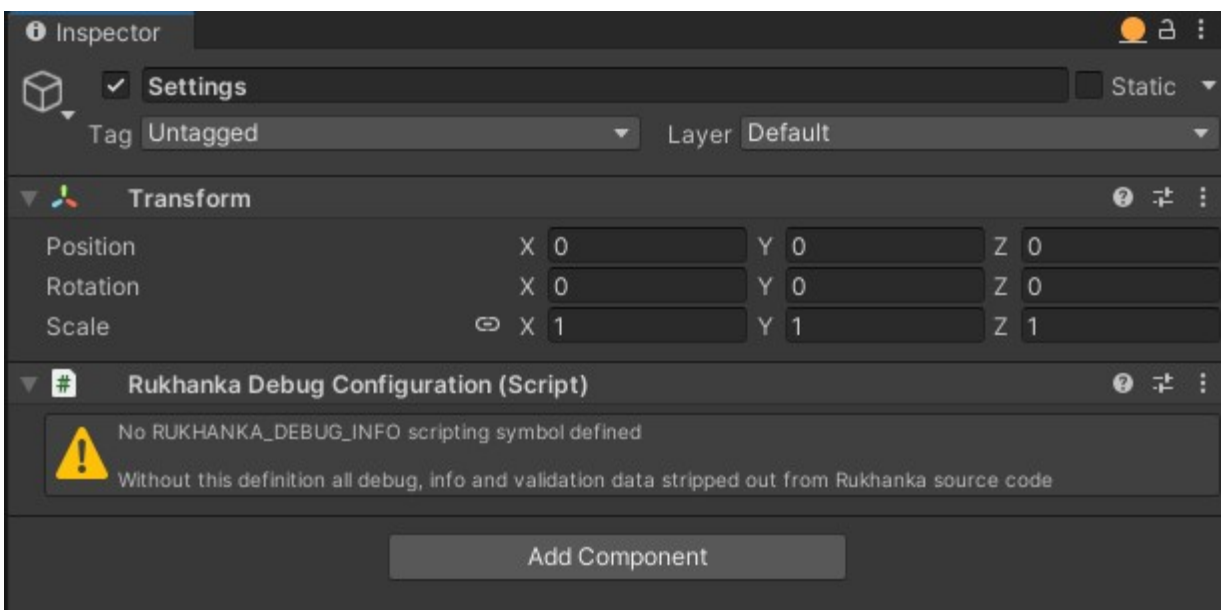 Inspector
Settings Static
Tag Untagged Layer Default
Transform
Position X 0 Y 0 Z 0
Rotation X 0 Y 0 Z 0
Scale X 1 Y 1 Z 1
# Rukhanka Debug Configuration (Script)
No RUKHANKA_DEBUG_INFO scripting symbol defined
Without this definition all debug, info and validation data stripped out from Rukhanka source code
Add Component